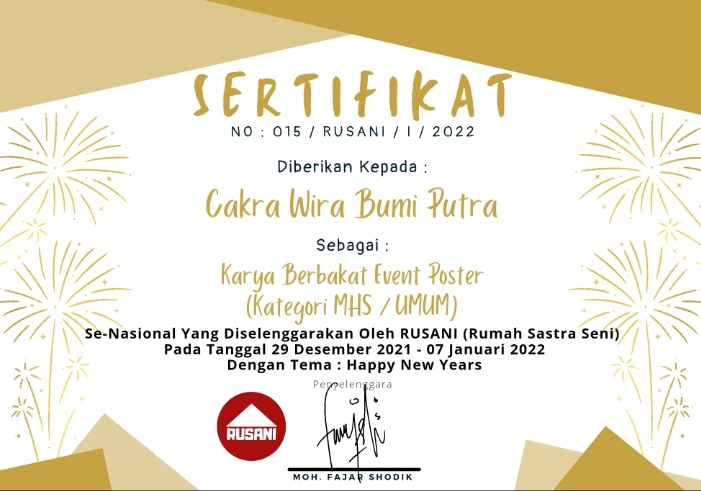 SERTIFIKAT
NO : 015 / RUSANI / I / 2022
Diberikan Kepada :
Cakra Wira Bumi Putra
Sebagai :
Karya Berbakat Event Poster
(Kategori MHS / UMUM)
Se-Nasional Yang Diselenggarakan Oleh RUSANI (Rumah Sastra Seni)
Pada Tanggal 29 Desember 2021 - 07 Januari 2022
Dengan Tema : Happy New Years
Penyelenggara
RUSANI
MOH. FAJAR SHODIK